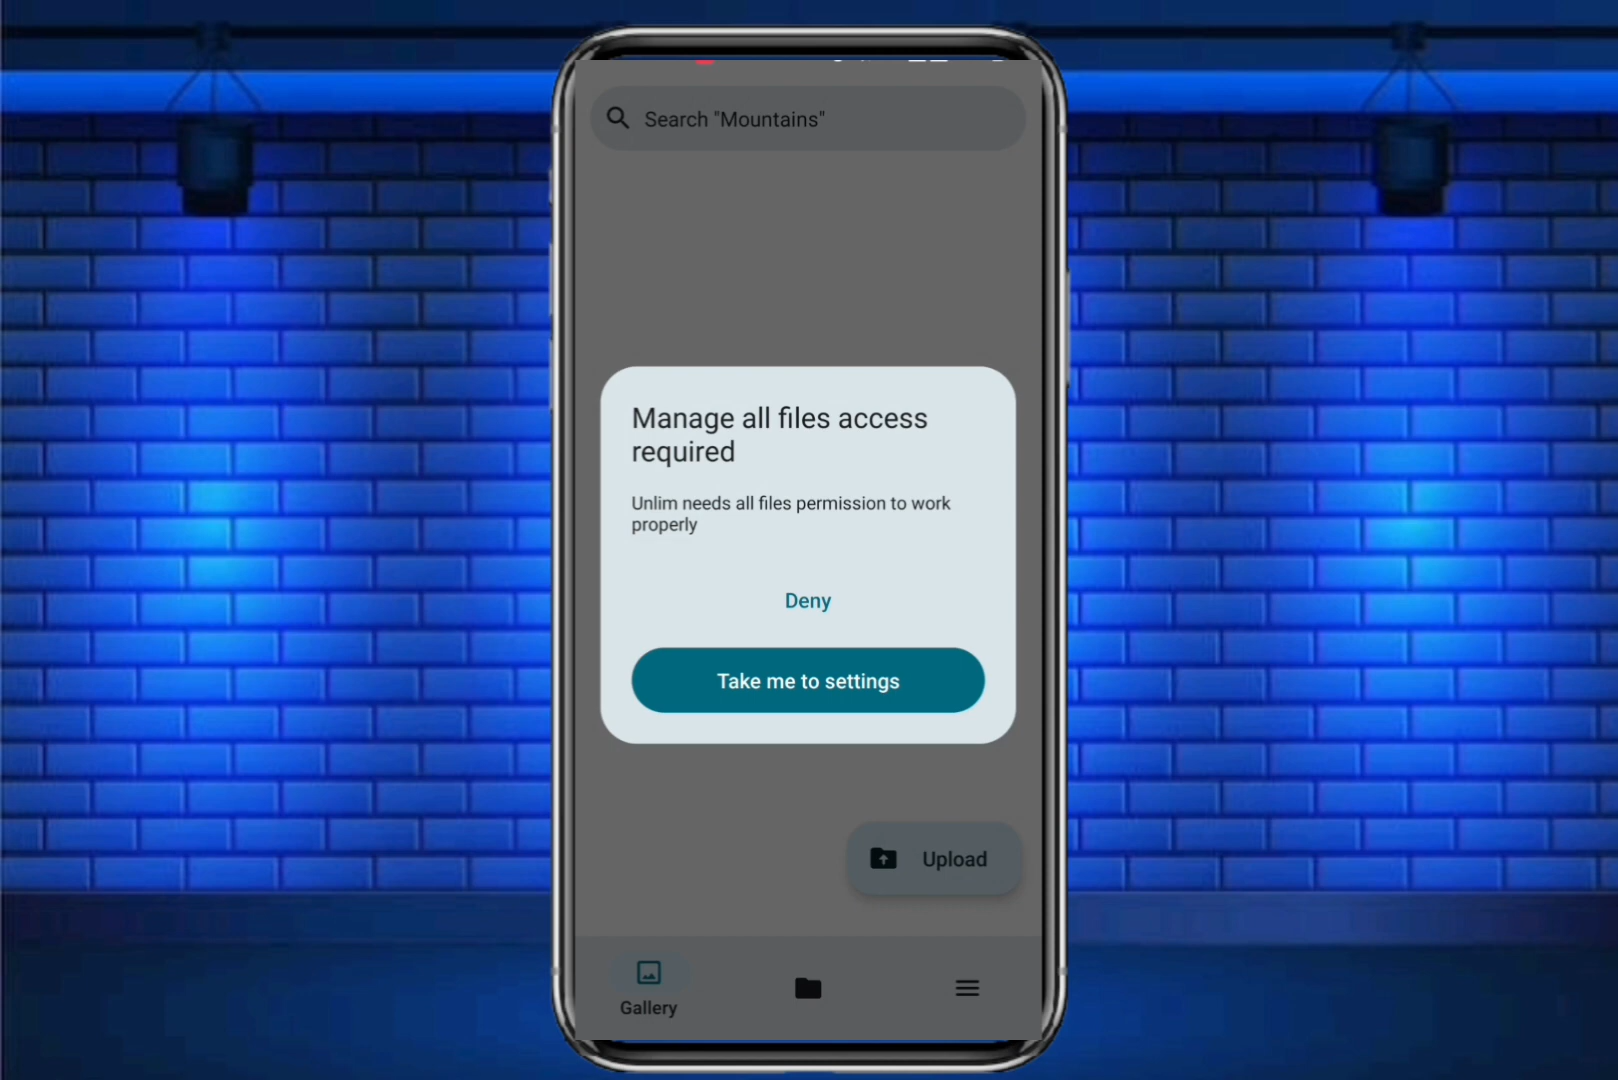 Search "Mountains"
Manage all files access
required
Unlim needs all files permission to work
properly
Deny
Take me to settings
Upload
Gallery